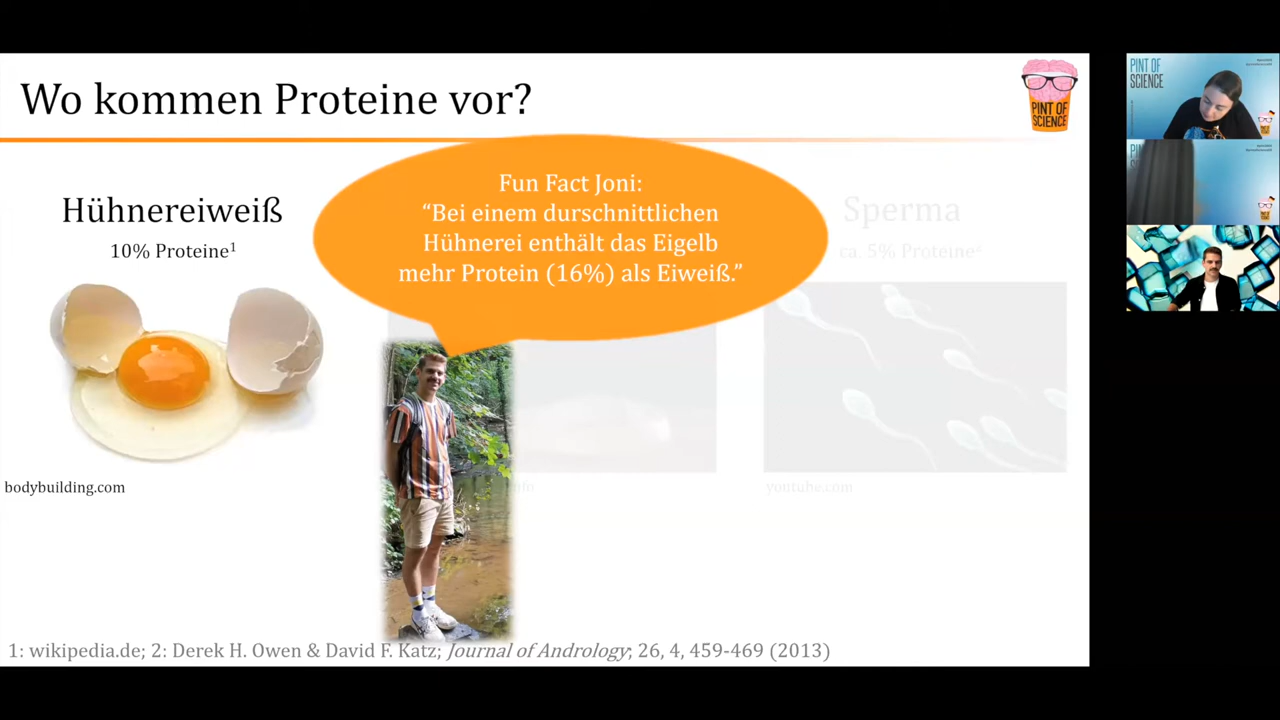 Wo kommen Proteine vor?
PINT OF
SCIENCE
Hühnereiweiß
10% Proteine¹
Fun Fact Joni:
“Bei einem durschnittlichen
Hühnerei enthält das Eigelb
mehr Protein (16%) als Eiweiß.”
Sperma
ca. 5% Proteine²
bodybuilding.com
youtube.com
1: wikipedia.de; 2: Derek H. Owen & David F. Katz; Journal of Andrology; 26, 4, 459-469 (2013)
PINT OF
SCIENCE